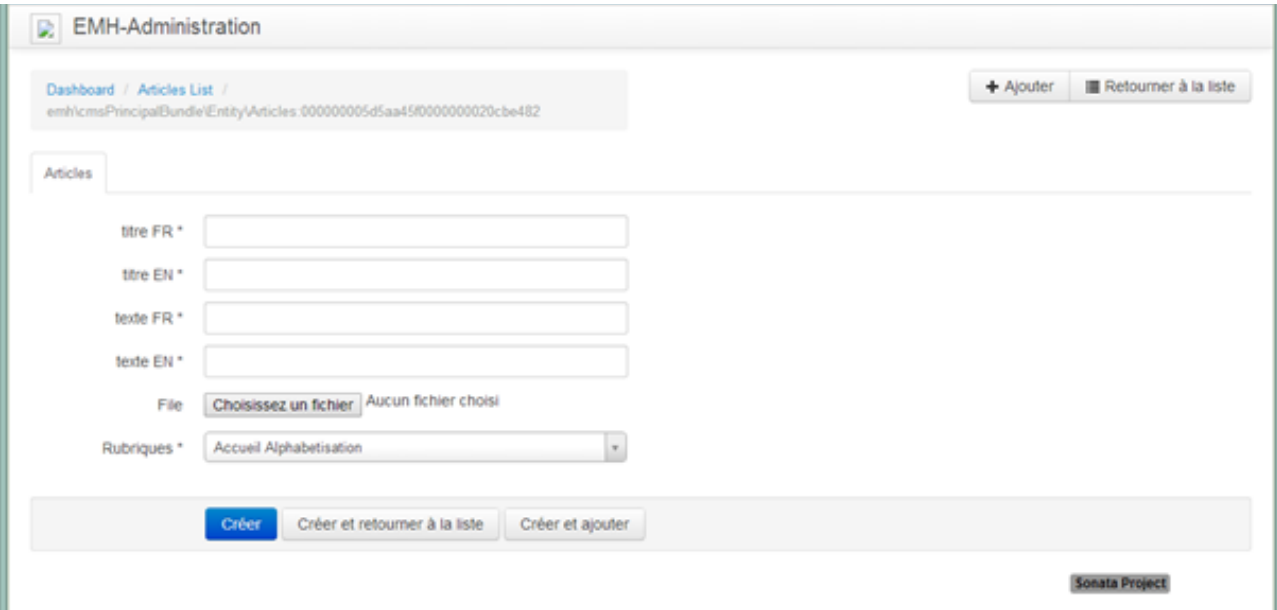 EMH-Administration
Dashboard / Articles List /
emh\cmsPrincipalBundle\Entity\Articles:000000005d5aa45f0000000020cbe482
Ajouter
Retourner à la liste
Articles
titre FR *
titre EN *
texte FR *
texte EN *
File Choisissez un fichier Aucun fichier choisi
Rubriques * Accueil Alphabetisation
Créer Créer et retourner à la liste Créer et ajouter
Sonata Project